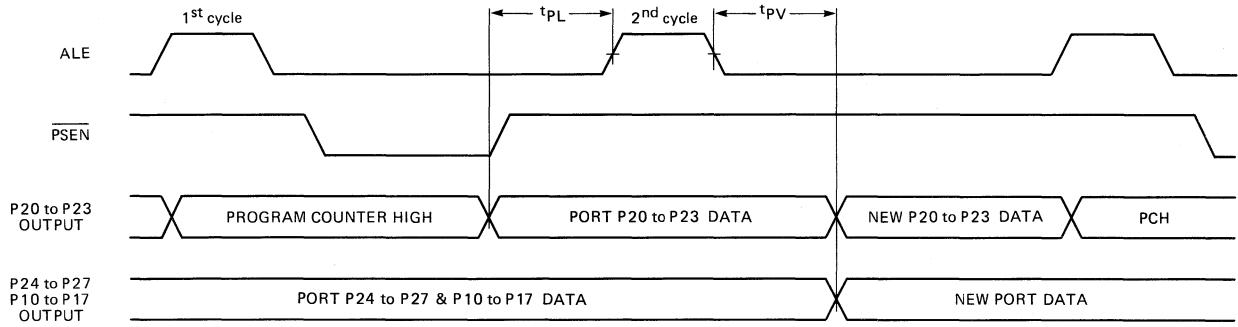 1st cycle
tPL
2nd cycle
tPV
ALE
PSEN
P20 to P23
OUTPUT
PROGRAM COUNTER HIGH
PORT P20 to P23 DATA
NEW P20 to P23 DATA
PCH
P24 to P27
P10 to P17
OUTPUT
PORT P24 to P27 & P10 to P17 DATA
NEW PORT DATA